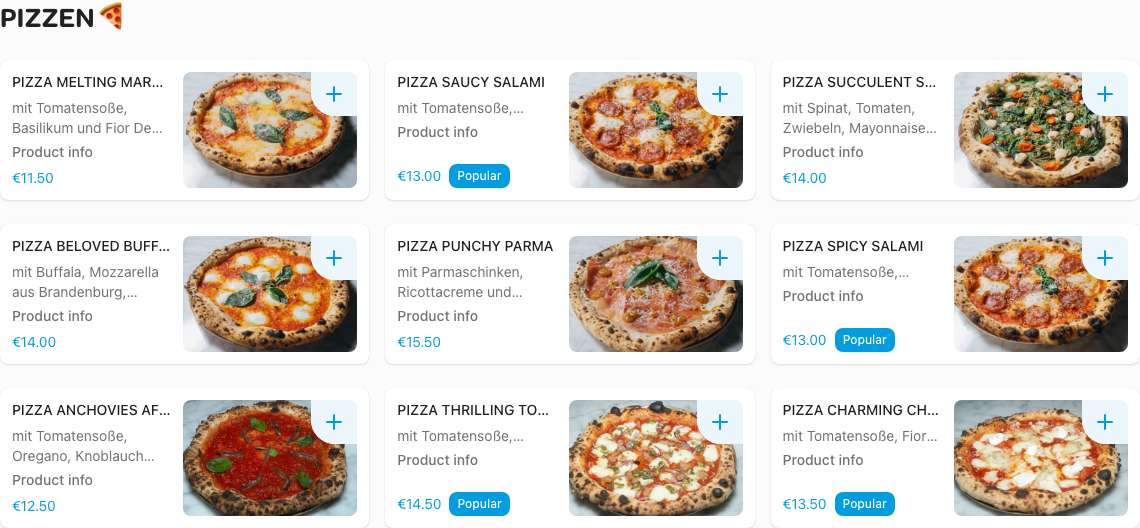 PIZZEN🍕
PIZZA MELTING MAR...
mit Tomatensoße,
Basilikum und Fior De...
Product info
€11.50
PIZZA SAUCY SALAMI
mit Tomatensoße,...
Product info
€13.00 Popular
PIZZA SUCCULENT S...
mit Spinat, Tomaten,
Zwiebeln, Mayonnaise...
Product info
€14.00
PIZZA BELOVED BUFF...
mit Buffala, Mozzarella
aus Brandenburg,...
Product info
€14.00
PIZZA PUNCHY PARMA
mit Parmaschinken,
Ricottacreme und...
Product info
€15.50
PIZZA SPICY SALAMI
mit Tomatensoße,...
Product info
€13.00 Popular
PIZZA ANCHOVIES AF...
mit Tomatensoße,
Oregano, Knoblauch...
Product info
€12.50
PIZZA THRILLING TO...
mit Tomatensoße,...
Product info
€14.50 Popular
PIZZA CHARMING CH...
mit Tomatensoße, Fior...
Product info
€13.50 Popular